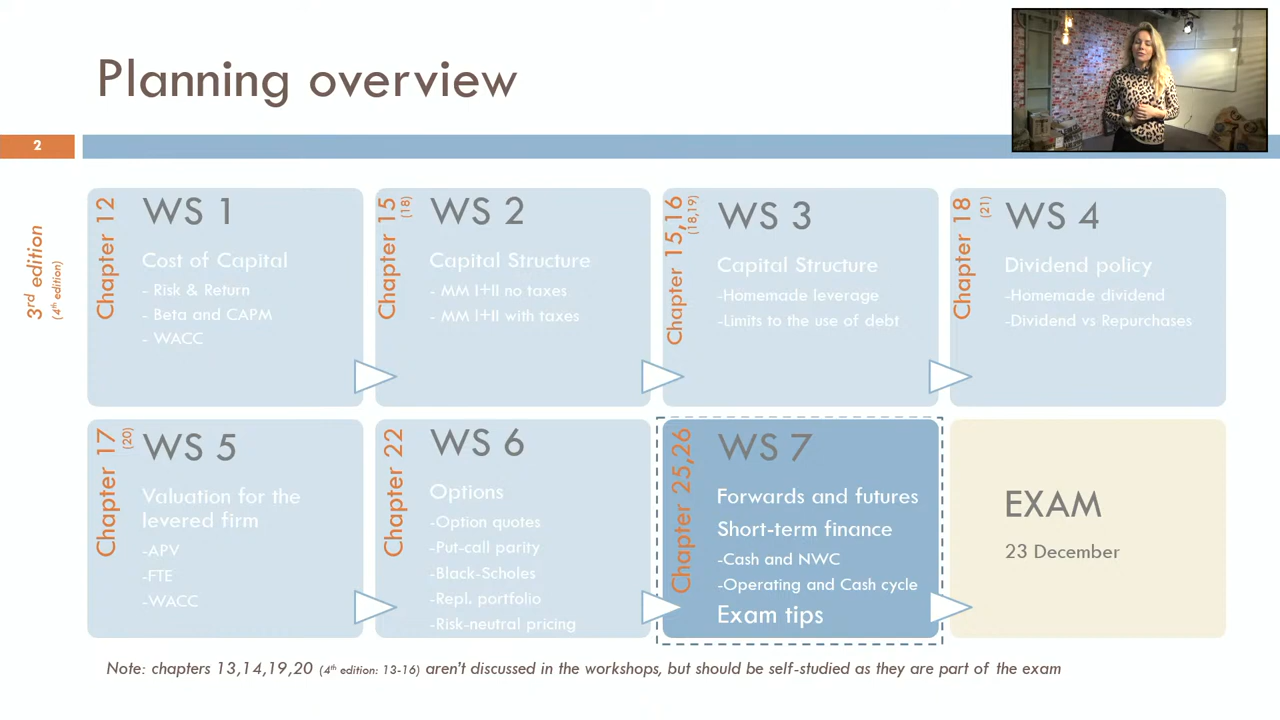 Planning overview
2
3rd edition
(4th edition)
Chapter 12
WS 1
Cost of Capital
- Risk & Return
- Beta and CAPM
- WACC
Chapter 15
(18)
WS 2
Capital Structure
- MM I+II no taxes
- MM I+II with taxes
Chapter 15,16
(18,19)
WS 3
Capital Structure
-Homemade leverage
-Limits to the use of debt
Chapter 18
(21)
WS 4
Dividend policy
-Homemade dividend
-Dividend vs Repurchases
Chapter 17
(20)
WS 5
Valuation for the
levered firm
-APV
-FTE
-WACC
Chapter 22
WS 6
Options
-Option quotes
-Put-call parity
-Black-Scholes
-Repl. portfolio
-Risk-neutral pricing
Chapter 25,26
WS 7
Forwards and futures
Short-term finance
-Cash and NWC
-Operating and Cash cycle
Exam tips
EXAM
23 December
Note: chapters 13,14,19,20 (4th edition: 13-16) aren't discussed in the workshops, but should be self-studied as they are part of the exam